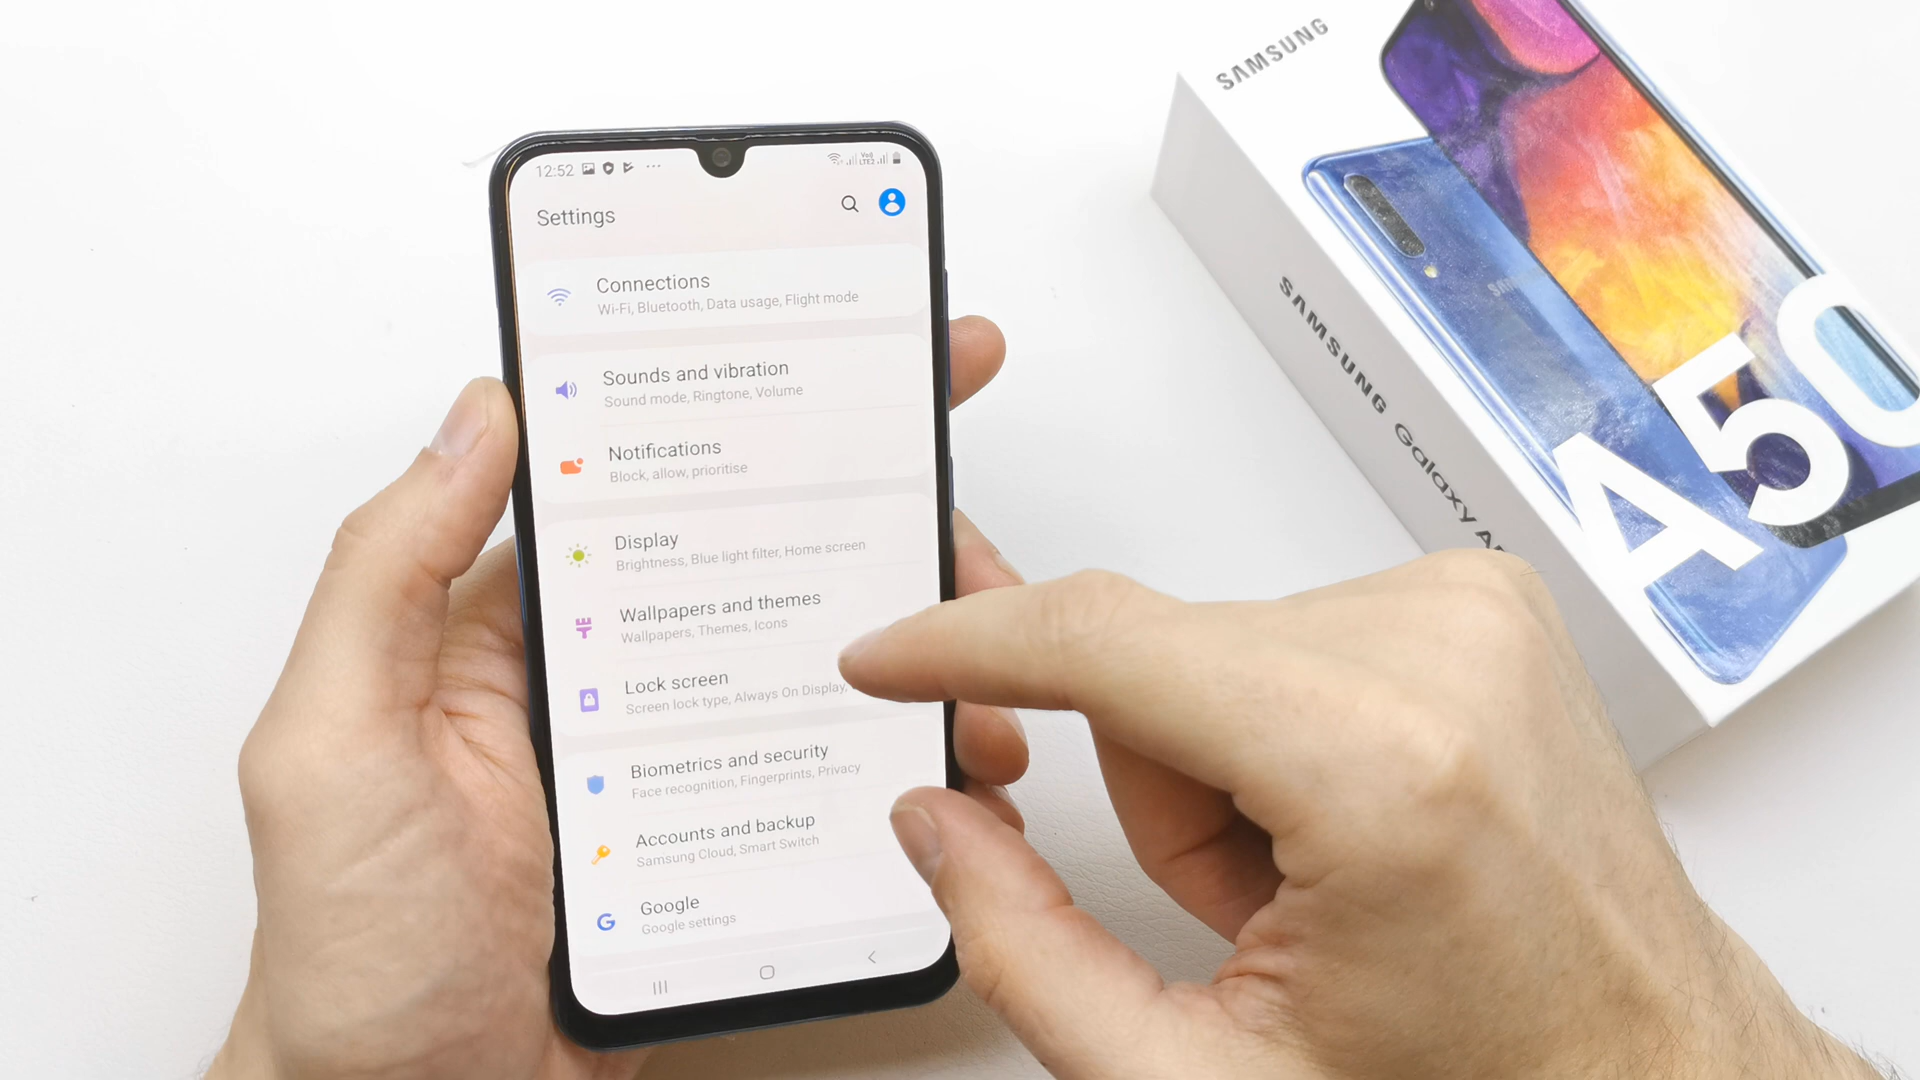 12:52
VoB
LTE2
Settings
Connections
Wi-Fi, Bluetooth, Data usage, Flight mode
Sounds and vibration
Sound mode, Ringtone, Volume
Notifications
Block, allow, prioritise
Display
Brightness, Blue light filter, Home screen
Wallpapers and themes
Wallpapers, Themes, Icons
Lock screen
Screen lock type, Always On Display,
Biometrics and security
Face recognition, Fingerprints, Privacy
Accounts and backup
Samsung Cloud, Smart Switch
Google
Google settings
SAMSUNG
SAMSUNG Galaxy
A50